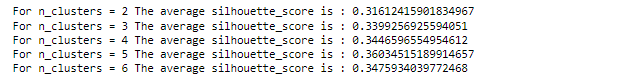 For n_clusters = 2 The average silhouette_score is : 0.31612415901834967
For n_clusters = 3 The average silhouette_score is : 0.3399256925594051
For n_clusters = 4 The average silhouette_score is : 0.3446596554954612
For n_clusters = 5 The average silhouette_score is : 0.36034515189914657
For n_clusters = 6 The average silhouette_score is : 0.3475934039772468